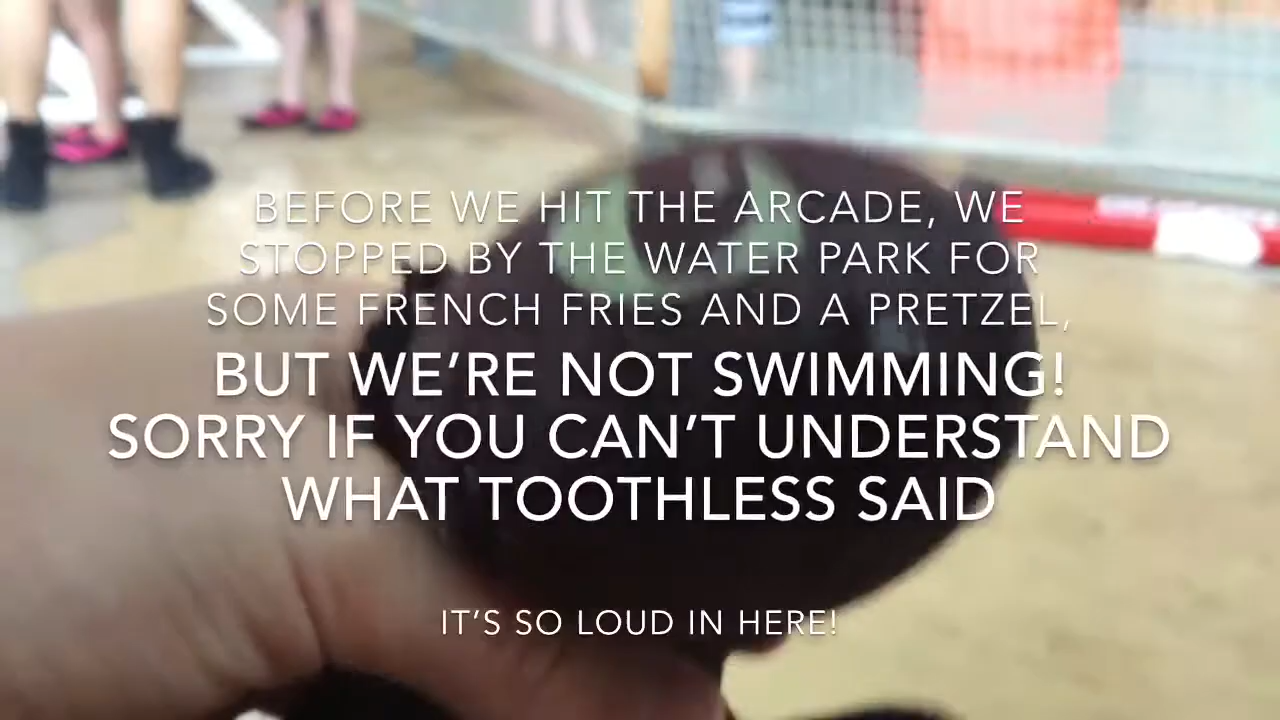 BEFORE WE HIT THE ARCADE, WE
STOPPED BY THE WATER PARK FOR
SOME FRENCH FRIES AND A PRETZEL,
BUT WE'RE NOT SWIMMING!
SORRY IF YOU CAN'T UNDERSTAND
WHAT TOOTHLESS SAID
IT'S SO LOUD IN HERE!